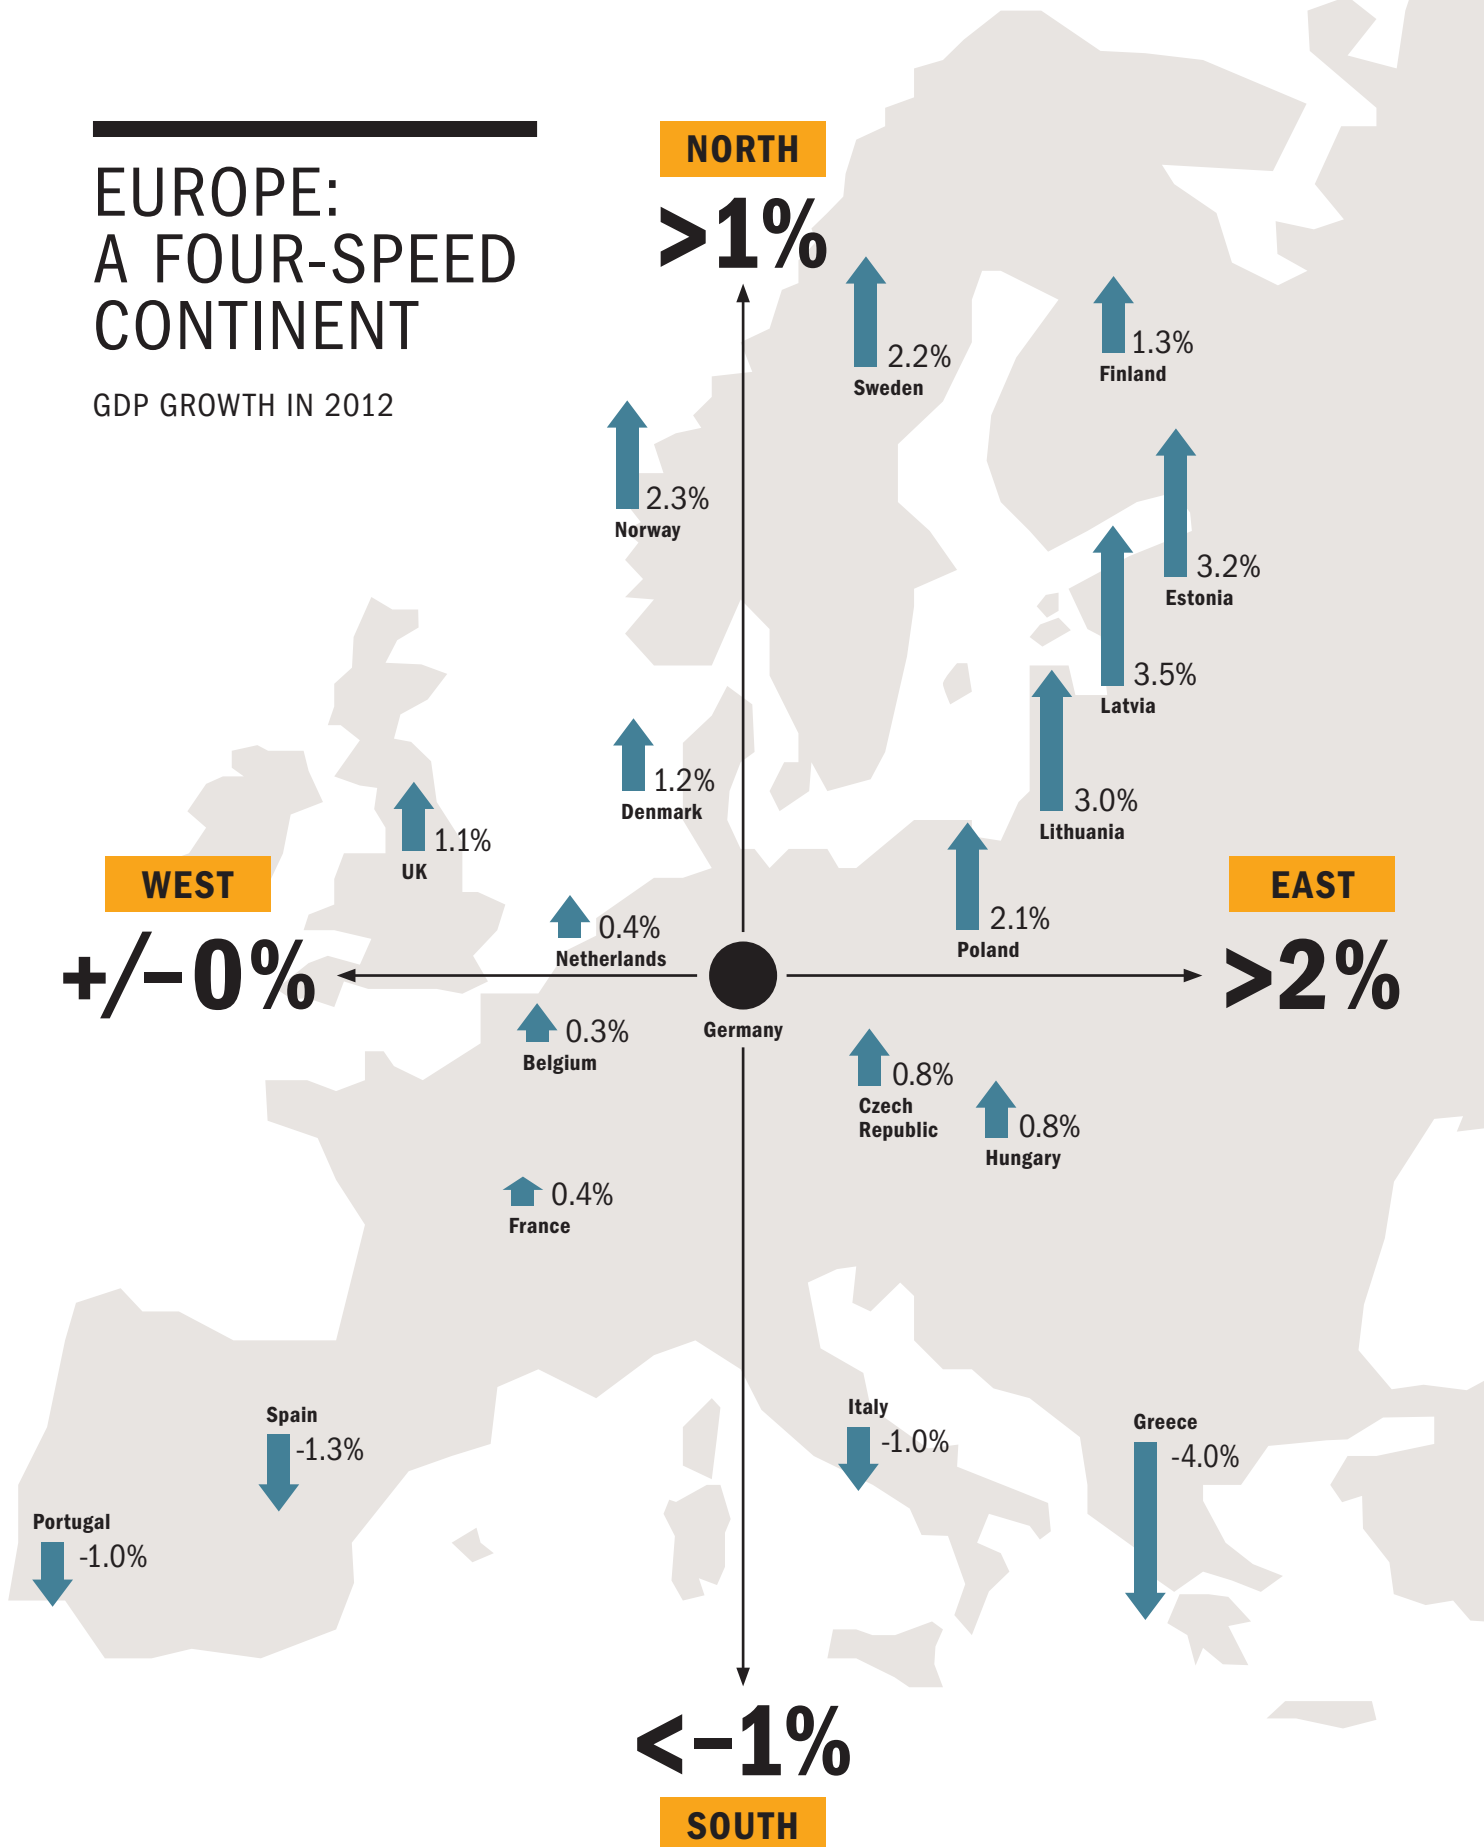 EUROPE:
A FOUR-SPEED
CONTINENT
GDP GROWTH IN 2012
NORTH
>1%
2.2%
Sweden
1.3%
Finland
2.3%
Norway
3.2%
Estonia
3.5%
Latvia
1.2%
Denmark
3.0%
Lithuania
1.1%
UK
WEST
+/–0%
EAST
>2%
0.4%
Netherlands
2.1%
Poland
Germany
0.3%
Belgium
0.8%
Czech
Republic
0.8%
Hungary
0.4%
France
Spain
-1.3%
Italy
-1.0%
Greece
-4.0%
Portugal
-1.0%
<–1%
SOUTH